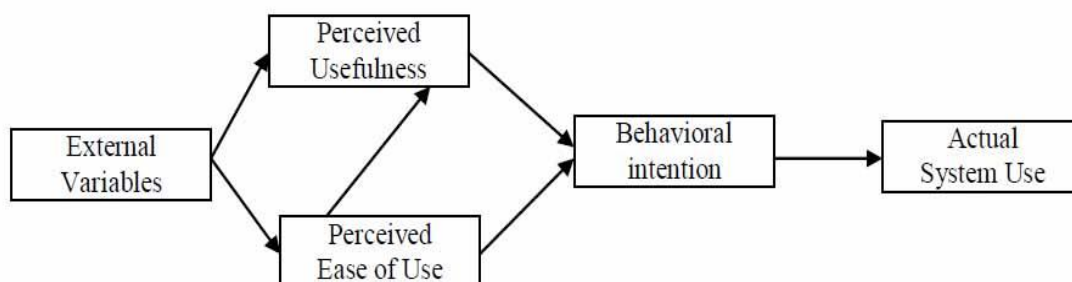 Perceived
Usefulness
External
Variables
Behavioral
intention
Actual
System Use
Perceived
Ease of Use